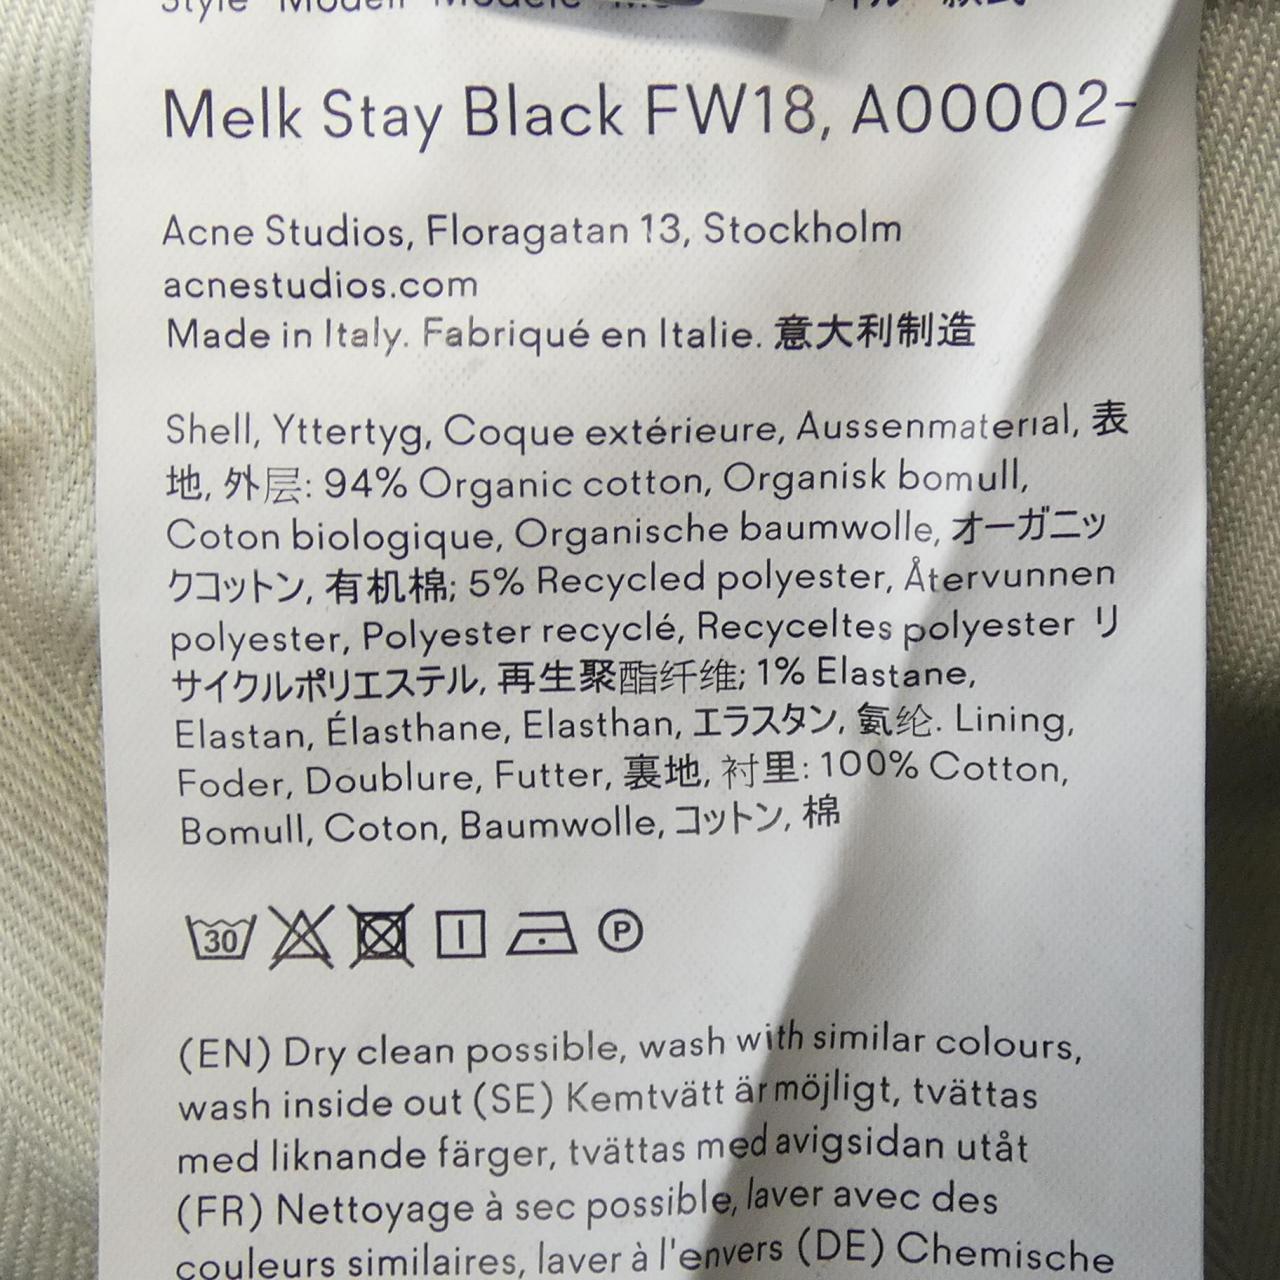 Style Modell Modèle
Melk Stay Black FW18, A00002-
Acne Studios, Floragatan 13, Stockholm
acnestudios.com
Made in Italy. Fabriqué en Italie. 意大利制造
Shell, Yttertyg, Coque extérieure, Aussenmaterial, 表
地, 外层: 94% Organic cotton, Organisk bomull,
Coton biologique, Organische baumwolle, オーガニッ
クコットン, 有机棉; 5% Recycled polyester, Återvunnen
polyester, Polyester recyclé, Recyceltes polyester リ
サイクルポリエステル, 再生聚酯纤维; 1% Elastane,
Elastan, Élasthane, Elasthan, エラスタン, 氨纶. Lining,
Foder, Doublure, Futter, 裏地, 衬里: 100% Cotton,
Bomull, Coton, Baumwolle, コットン, 棉
30 P
(EN) Dry clean possible, wash with similar colours,
wash inside out (SE) Kemtvätt är möjligt, tvättas
med liknande färger, tvättas med avigsidan utåt
(FR) Nettoyage à sec possible, laver avec des
couleurs similaires, laver à l'envers (DE) Chemische